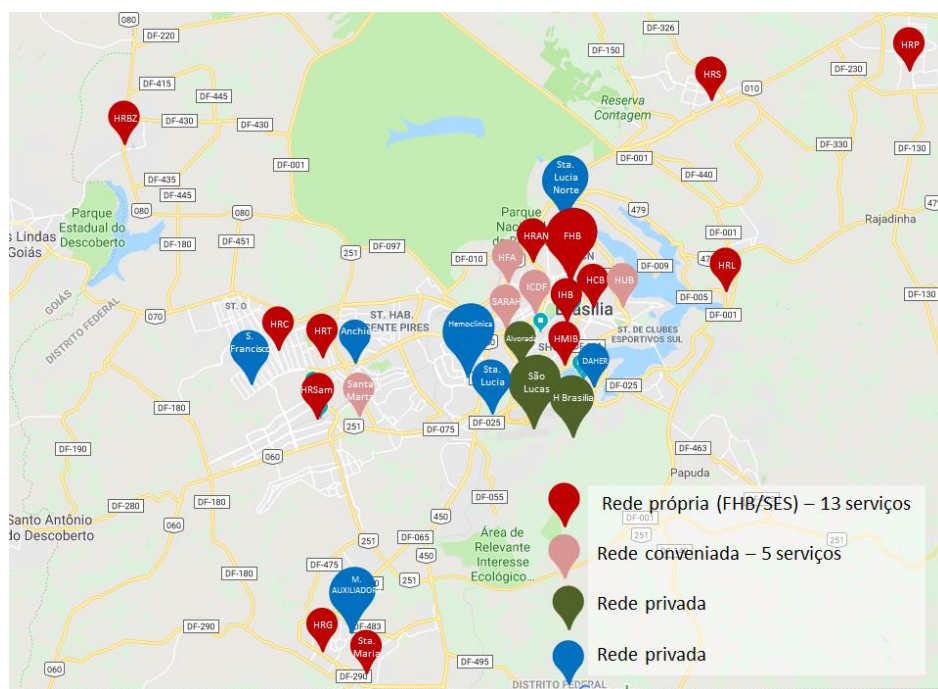 080
DF-220
DF-326
DF-150
HRP
DF-415
DF-230
HRS
010
DF-445
Reserva
Contagem
HRBZ
DF-430
DF-430
DF-330
DF-130
DF-001
DF-001
DF-435
DF-445
DF-440
Sta.
Lucia
Norte
080
080
479
Parque
Estadual do
Descoberto
Parque
DF-180
DF-451
251
DF-097
DF-001
Rajadinha
s Lindas
Goiás
HRAN
FHB
DF-010
HFA
DF-009
HRL
ICDF
HCB
HUB
GOIÁS
DISTRITO FEDERAL
SARAH
IHB
DF-005
DF-130
070
ST. O
ST. HAB.
CENTE PIRES
Brasília
DF-001
HRC
HRT
Anchie
Hemoclinica
Alvorada
HMIB
ST. DE CLUBES
ESPORTIVOS SUL
S.
Francisco
DAHER
Sta.
Lucia
São
Lucas
H Brasilia
DF-025
HRSam
Santa
Marta
DF-180
251
DF-025
DF-075
DF-190
060
DF-463
Papuda
DF-280
DF-180
DF-055
Rede própria (FHB/SES) – 13 serviços
450
DF-001
Santo Antônio
do Descoberto
060
251
DF-065
Área de
Relevante
Interesse
Ecológico...
251
251
Rede conveniada – 5 serviços
450
DF-475
251
DF-180
M.
AUXILIADOR
Rede privada
DF-290
HRG
DF-483
Sta.
Maria
Rede privada
060
DF-290
DF-495
DISTRITO FEDERAL